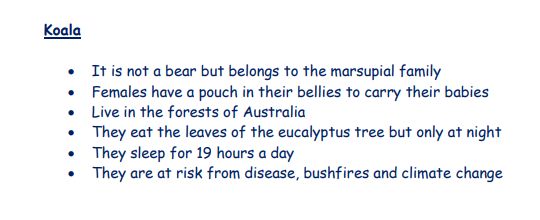 Koala
• It is not a bear but belongs to the marsupial family
• Females have a pouch in their bellies to carry their babies
• Live in the forests of Australia
• They eat the leaves of the eucalyptus tree but only at night
• They sleep for 19 hours a day
• They are at risk from disease, bushfires and climate change